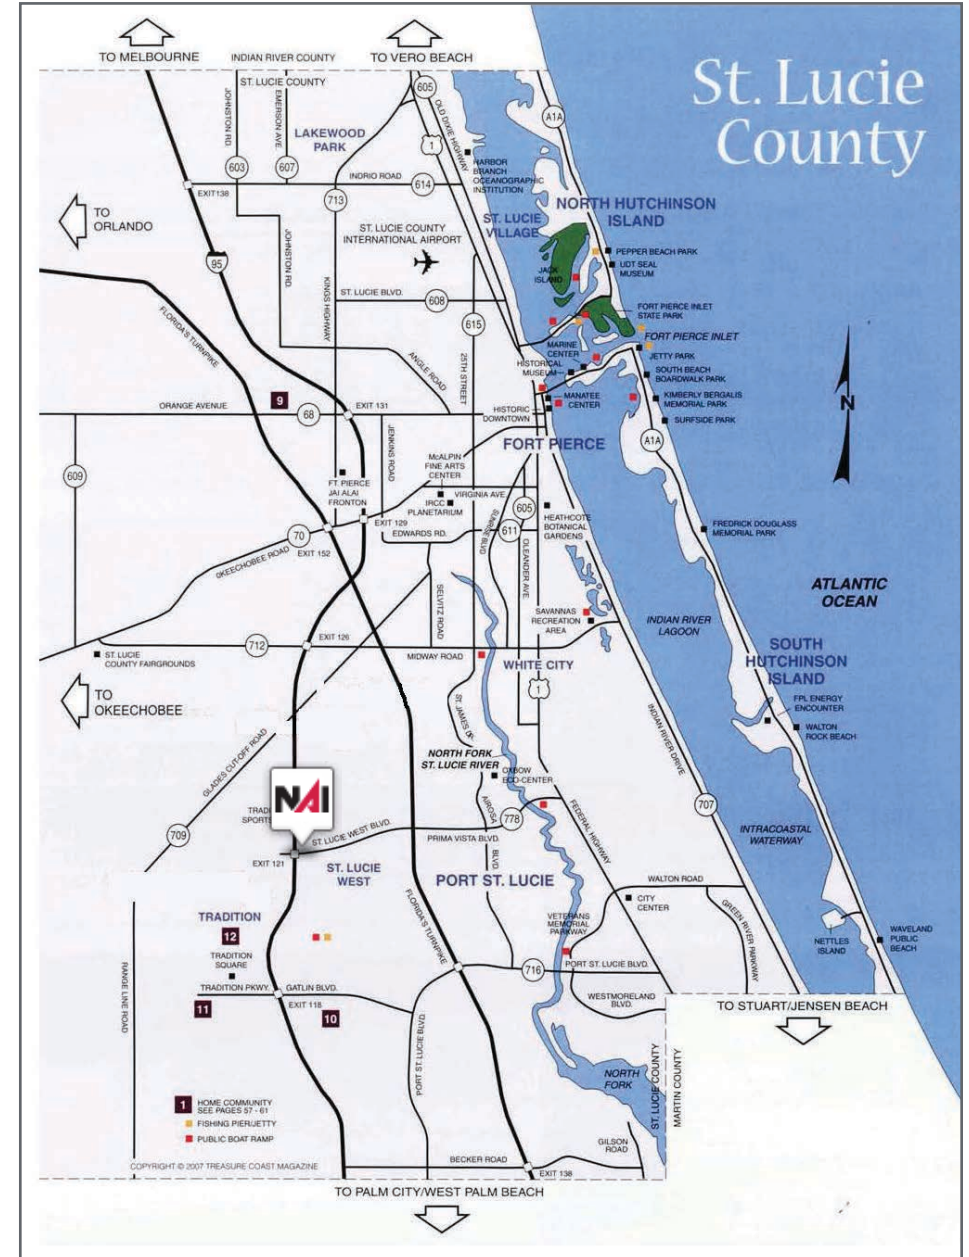 TO MELBOURNE
INDIAN RIVER COUNTY
TO VERO BEACH
ST. LUCIE COUNTY
St. Lucie
County
JOHNSTON RD
EMERSON AVE
605
OLD DIXIE HIGHWAY
A1A
LAKEWOOD
PARK
1
HARBOR
BRANCH
OCEANOGRAPHIC
INSTITUTION
603
607
INDRIO ROAD
614
EXIT138
713
TO
ORLANDO
ST. LUCIE COUNTY
INTERNATIONAL AIRPORT
ST. LUCIE
VILLAGE
NORTH HUTCHINSON
ISLAND
PEPPER BEACH PARK
UDT SEAL
MUSEUM
JACK
ISLAND
95
JOHNSTON RD.
KINGS HIGHWAY
ST. LUCIE BLVD.
608
615
FLORIDA'S TURNPIKE
FORT PIERCE INLET
STATE PARK
FORT PIERCE INLET
MARINE
CENTER
JETTY PARK
HISTORICAL
MUSEUM
SOUTH BEACH
BOARDWALK PARK
ANGLE ROAD
25TH STREET
MANATEE
CENTER
KIMBERLY BERGALIS
MEMORIAL PARK
N
9
ORANGE AVENUE
68
EXIT 131
HISTORIC
DOWNTOWN
SURFSIDE PARK
A1A
FORT PIERCE
JENKINS ROAD
609
FT. PIERCE
JAI ALAI
FRONTON
McALPIN
FINE ARTS
CENTER
IRCC
PLANETARIUM
VIRGINIA AVE.
605
SUNRISE BLVD
HEATHCOTE
BOTANICAL
GARDENS
EXIT 129
70
EXIT 152
EDWARDS RD.
611
OLEANDER AVE.
FREDRICK DOUGLASS
MEMORIAL PARK
OKEECHOBEE ROAD
ATLANTIC
OCEAN
SELVITZ ROAD
SAVANNAS
RECREATION
AREA
INDIAN RIVER
LAGOON
712
EXIT 126
MIDWAY ROAD
WHITE CITY
ST. LUCIE
COUNTY FAIRGROUNDS
SOUTH
HUTCHINSON
ISLAND
TO
OKEECHOBEE
1
FPL ENERGY
ENCOUNTER
WALTON
ROCK BEACH
INDIAN RIVER DRIVE
GLADES CUT-OFF ROAD
NORTH FORK
ST. LUCIE RIVER
OXBOW
ECO-CENTER
NAI
AIROSA
BLVD
FEDERAL HIGHWAY
707
709
778
ST. LUCIE WEST BLVD.
PRIMA VISTA BLVD.
INTRACOASTAL
WATERWAY
EXIT 121
ST. LUCIE
WEST
PORT ST. LUCIE
WALTON ROAD
CITY
CENTER
GREEN RIVER PARKWAY
TRADITION
12
TRADITION
SQUARE
FLORIDA'S TURNPIKE
VETERANS
MEMORIAL
PARKWAY
NETTLES
ISLAND
WAVELAND
PUBLIC
BEACH
RANGE LINE ROAD
716
PORT ST. LUCIE BLVD.
TRADITION PKWY.
GATLIN BLVD.
EXIT 118
11
10
WESTMORELAND
BLVD.
TO STUART/JENSEN BEACH
PORT ST. LUCIE BLVD.
NORTH
FORK
ST. LUCIE COUNTY
MARTIN COUNTY
1 HOME COMMUNITY
SEE PAGES 57 - 61
FISHING PIER/JETTY
PUBLIC BOAT RAMP
GILSON
ROAD
BECKER ROAD
EXIT 138
COPYRIGHT © 2007 TREASURE COAST MAGAZINE
TO PALM CITY/WEST PALM BEACH